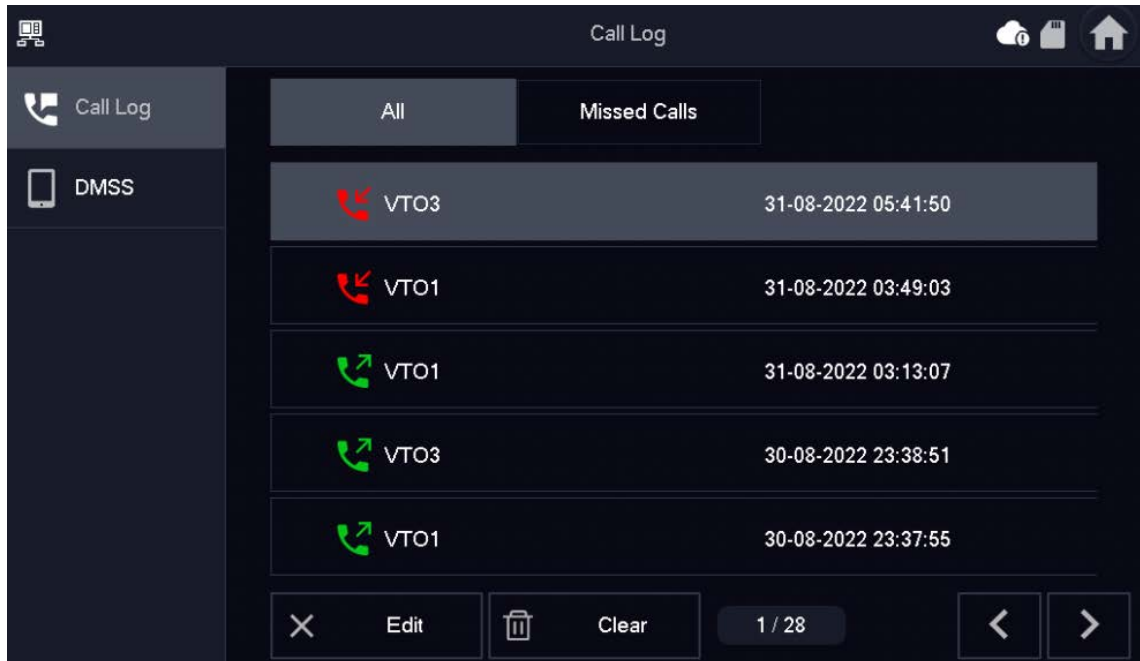 Call Log
Call Log
DMSS
All
Missed Calls
VTO3 31-08-2022 05:41:50
VTO1 31-08-2022 03:49:03
VTO1 31-08-2022 03:13:07
VTO3 30-08-2022 23:38:51
VTO1 30-08-2022 23:37:55
Edit
Clear
1 / 28